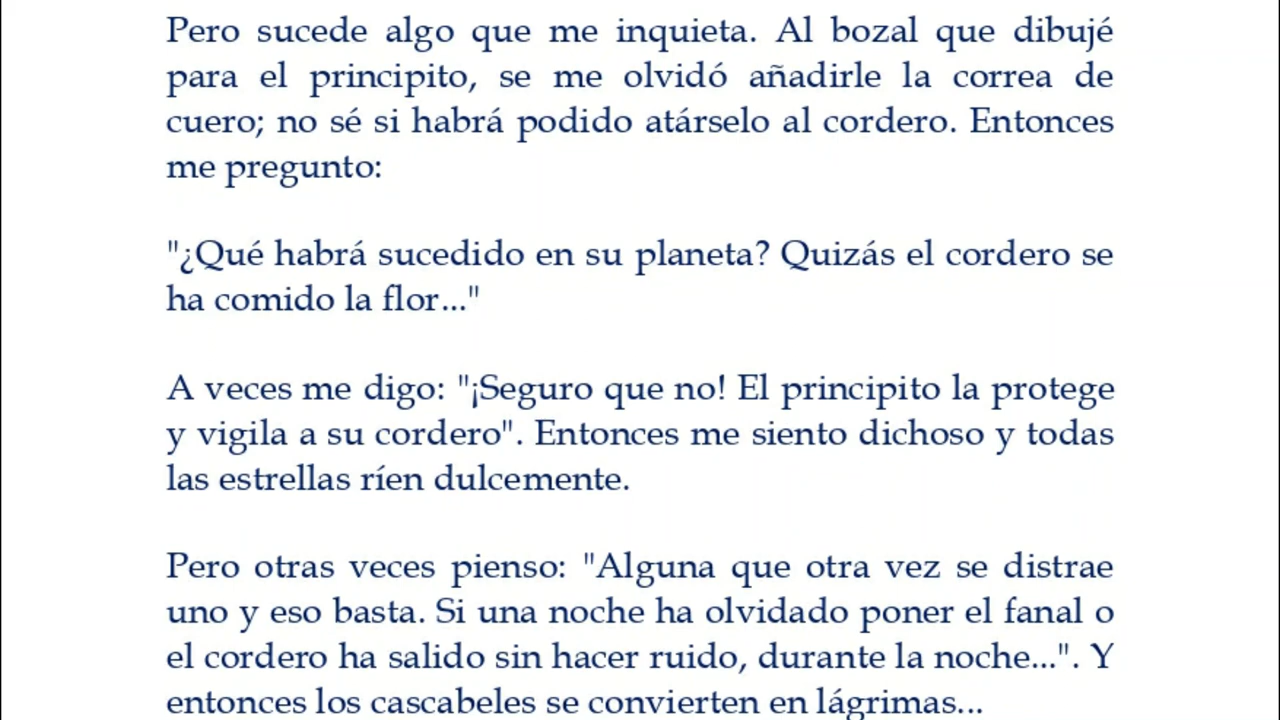 Pero sucede algo que me inquieta. Al bozal que dibujé
para el principito, se me olvidó añadirle la correa de
cuero; no sé si habrá podido atárselo al cordero. Entonces
me pregunto:
"¿Qué habrá sucedido en su planeta? Quizás el cordero se
ha comido la flor..."
A veces me digo: "¡Seguro que no! El principito la protege
y vigila a su cordero". Entonces me siento dichoso y todas
las estrellas ríen dulcemente.
Pero otras veces pienso: "Alguna que otra vez se distrae
uno y eso basta. Si una noche ha olvidado poner el fanal o
el cordero ha salido sin hacer ruido, durante la noche...". Y
entonces los cascabeles se convierten en lágrimas...